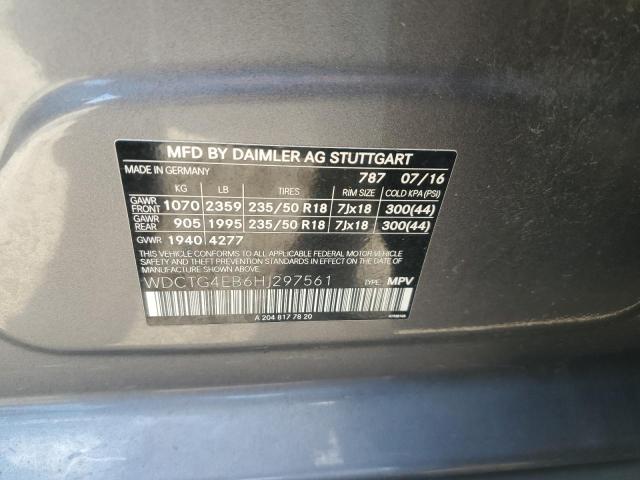 MFD BY DAIMLER AG STUTTGART
MADE IN GERMANY 787 07/16
KG LB TIRES RIM SIZE COLD KPA (PSI)
GAWR FRONT 1070 2359 235/50 R18 7Jx18 300(44)
GAWR REAR 905 1995 235/50 R18 7Jx18 300(44)
GVWR 1940 4277
THIS VEHICLE CONFORMS TO ALL APPLICABLE FEDERAL MOTOR VEHICLE
SAFETY STANDARDS IN EFFECT ON THE DATE OF MANUFACTURE SHOWN ABOVE.
WDCTG4EB6HJ297561 TYPE: MPV
A 204 817 78 20